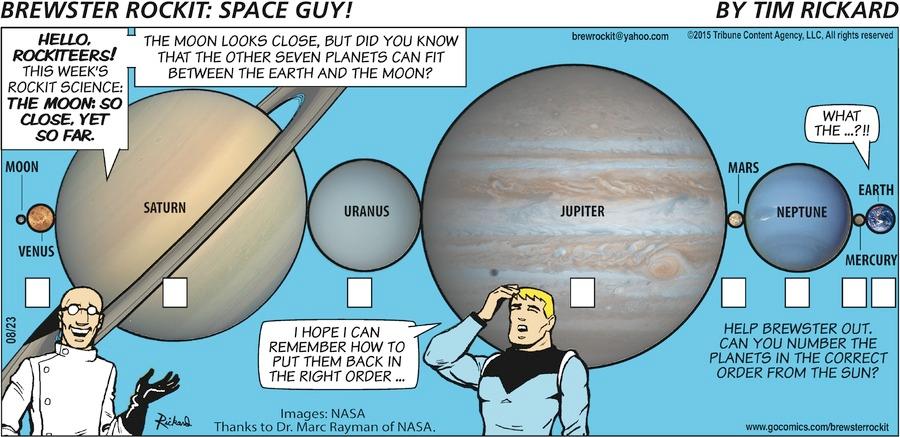 BREWSTER ROCKIT: SPACE GUY!
BY TIM RICKARD
brewrockit@yahoo.com
©2015 Tribune Content Agency, LLC, All rights reserved
HELLO,
ROCKITEERS!
THIS WEEK'S
ROCKIT SCIENCE:
THE MOON: SO
CLOSE, YET
SO FAR.
THE MOON LOOKS CLOSE, BUT DID YOU KNOW
THAT THE OTHER SEVEN PLANETS CAN FIT
BETWEEN THE EARTH AND THE MOON?
WHAT
THE ...?!!
MOON
VENUS
SATURN
URANUS
JUPITER
MARS
NEPTUNE
EARTH
MERCURY
I HOPE I CAN
REMEMBER HOW TO
PUT THEM BACK IN
THE RIGHT ORDER ...
HELP BREWSTER OUT.
CAN YOU NUMBER THE
PLANETS IN THE CORRECT
ORDER FROM THE SUN?
08/23
Rickard
Images: NASA
Thanks to Dr. Marc Rayman of NASA.
www.gocomics.com/brewsterrockit